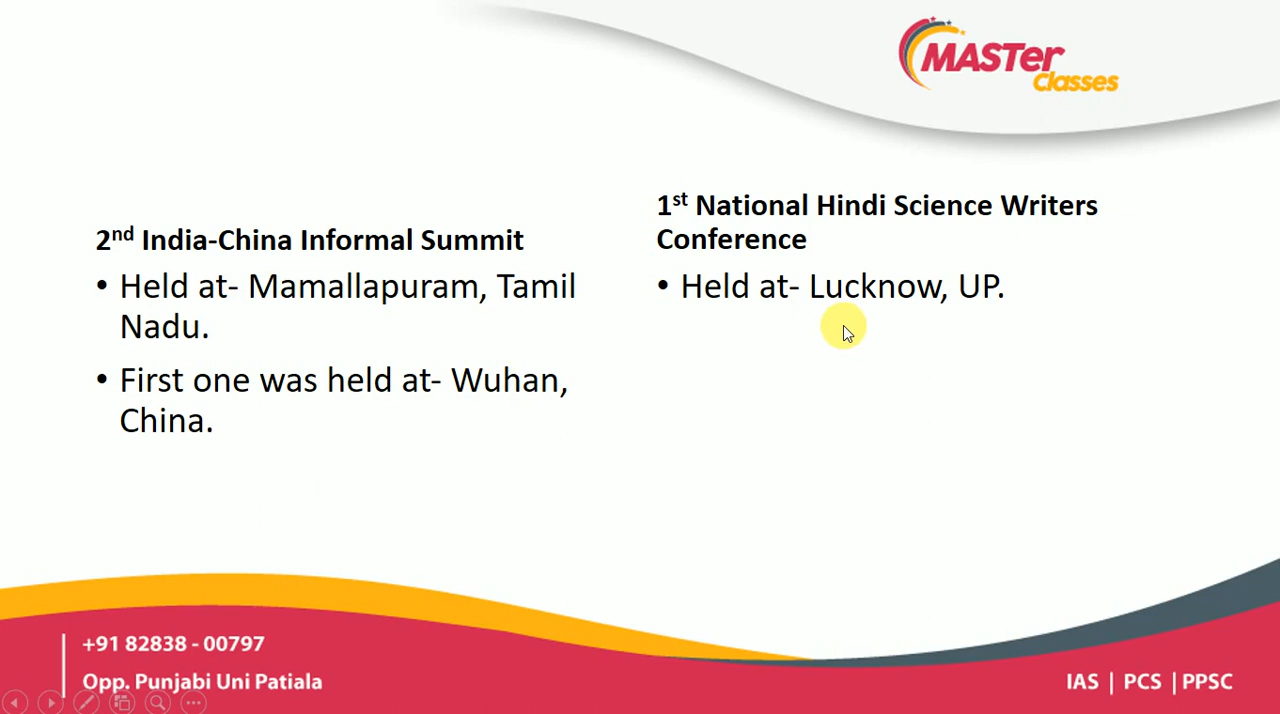 MASTer
Classes
2nd India-China Informal Summit
• Held at- Mamallapuram, Tamil
Nadu.
• First one was held at- Wuhan,
China.
1st National Hindi Science Writers
Conference
• Held at- Lucknow, UP.
+91 82838 - 00797
Opp. Punjabi Uni Patiala
IAS | PCS | PPSC